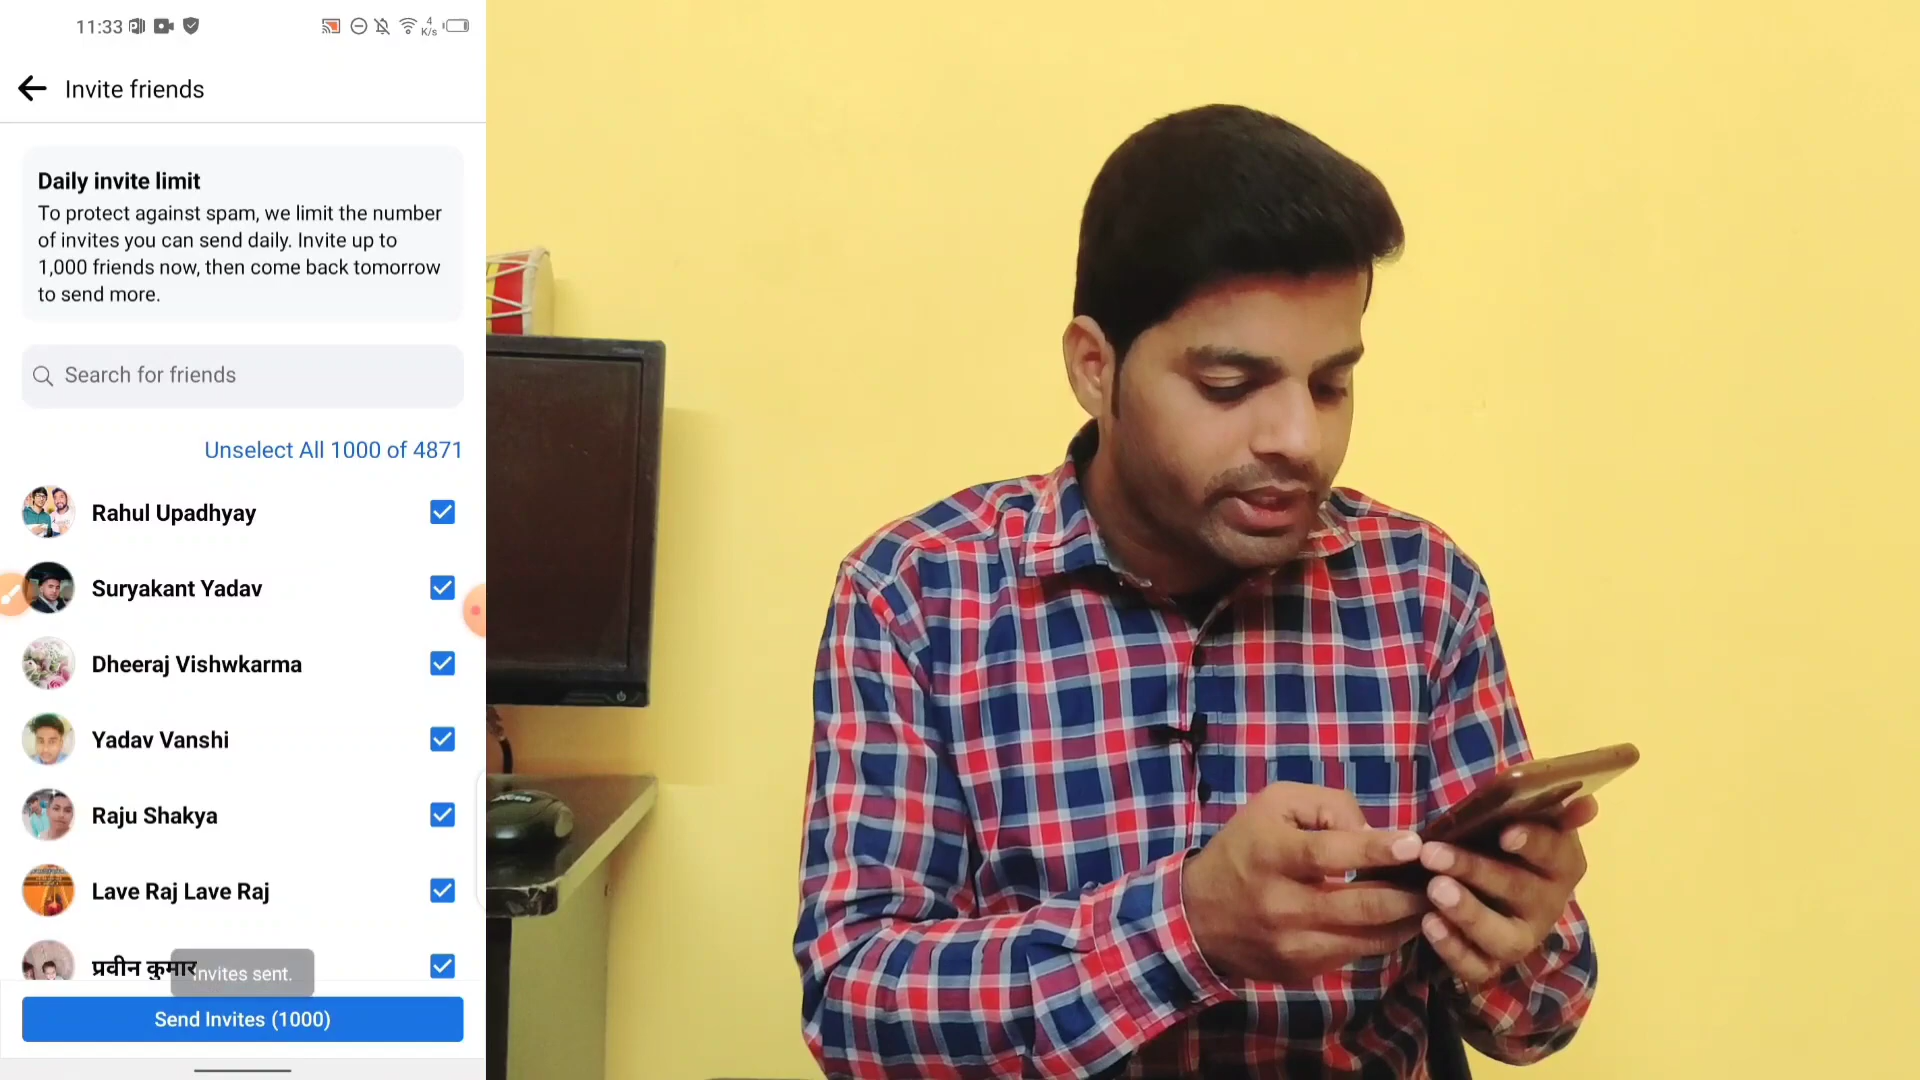 11:33
4
K/s
Invite friends
Daily invite limit
To protect against spam, we limit the number
of invites you can send daily. Invite up to
1,000 friends now, then come back tomorrow
to send more.
Search for friends
Unselect All 1000 of 4871
Rahul Upadhyay
Suryakant Yadav
Dheeraj Vishwkarma
Yadav Vanshi
Raju Shakya
Lave Raj Lave Raj
प्रवीन कुमार
Invites sent.
Send Invites (1000)